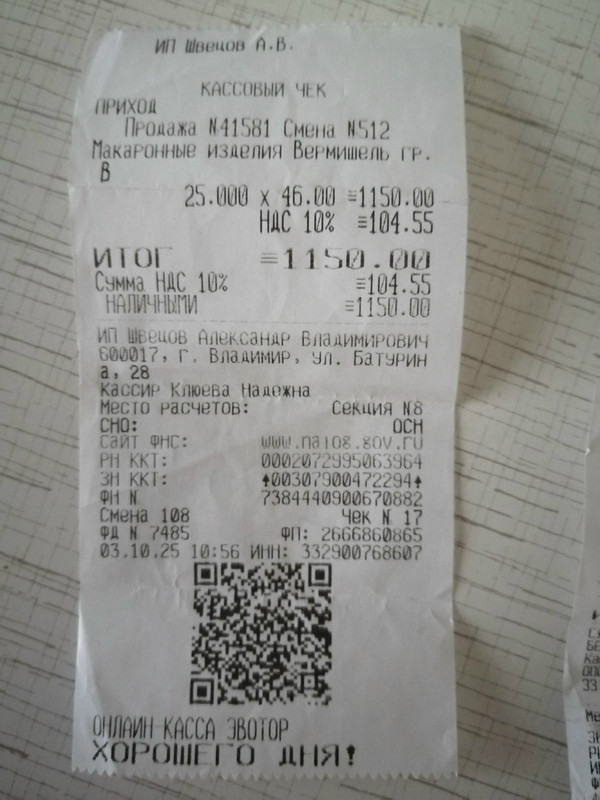 ИП Швецов А.В.
КАССОВЫЙ ЧЕК
ПРИХОД
Продажа N41581 Смена N512
Макаронные изделия Вермишель гр.
В
25.000 х 46.00 =1150.00
НДС 10% =104.55
ИТОГ =1150.00
Сумма НДС 10% =104.55
НАЛИЧНЫМИ =1150.00
ИП Швецов Александр Владимирович
600017, г. Владимир, ул. Батурин
а, 28
Кассир Клюева Надежна
Место расчетов: Секция N8
СНО: ОСН
Сайт ФНС: www.nalog.gov.ru
РН ККТ: 0002072995063964
ЗН ККТ: 00307900472294
ФН N 7384440900670882
Смена 108 Чек N 17
ФД N 7485 ФП: 2666860865
03.10.25 10:56 ИНН: 332900768607
ОНЛАЙН-КАССА ЭВОТОР
ХОРОШЕГО ДНЯ!